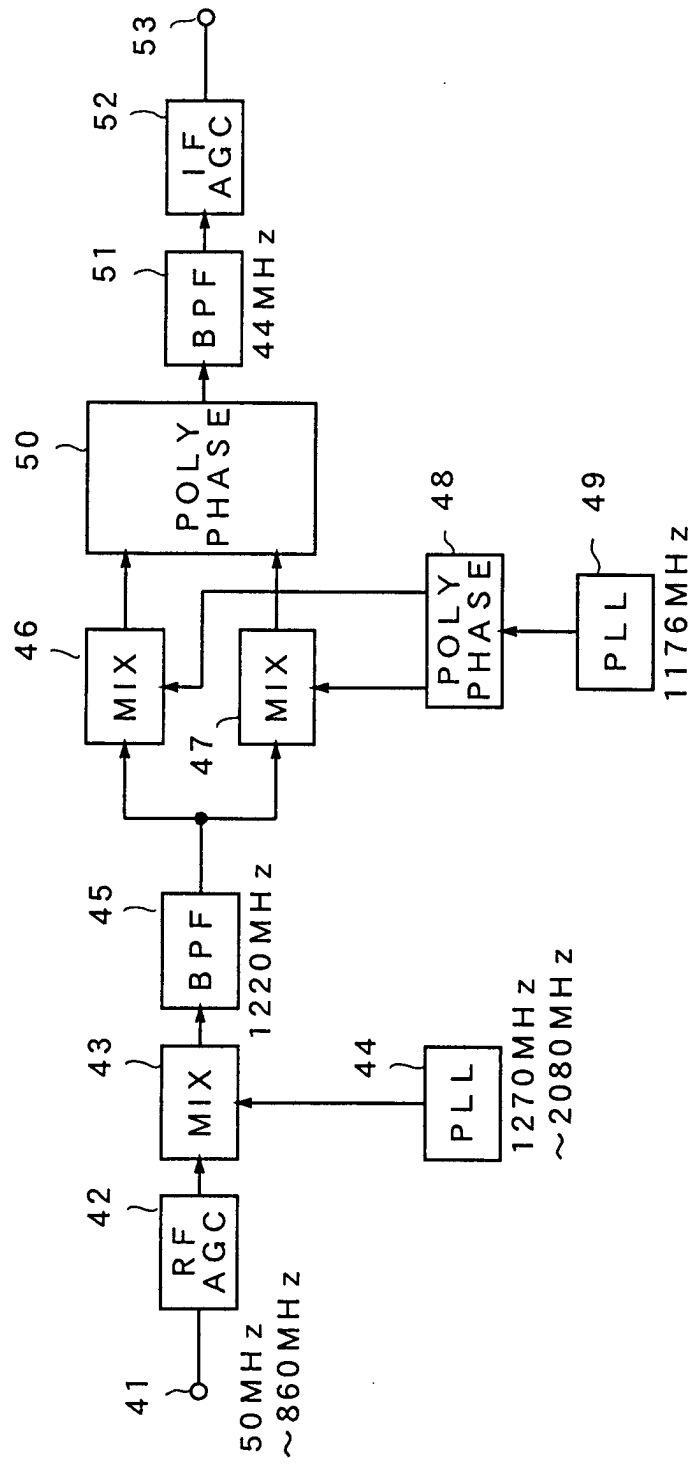 41
50MHz
~860MHz
42
RF
AGC
43
MIX
44
PLL
1270MHz
~2080MHz
45
BPF
1220MHz
46
MIX
47
MIX
48
POLY
PHASE
49
PLL
1176MHz
50
POLY
PHASE
51
BPF
44MHz
52
IF
AGC
53